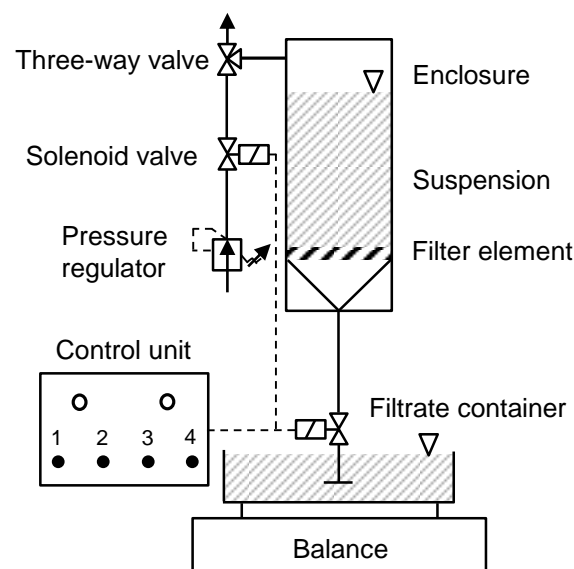 Three-way valve
Enclosure
Solenoid valve
Suspension
Pressure
regulator
Filter element
Control unit
Filtrate container
1 2 3 4
Balance